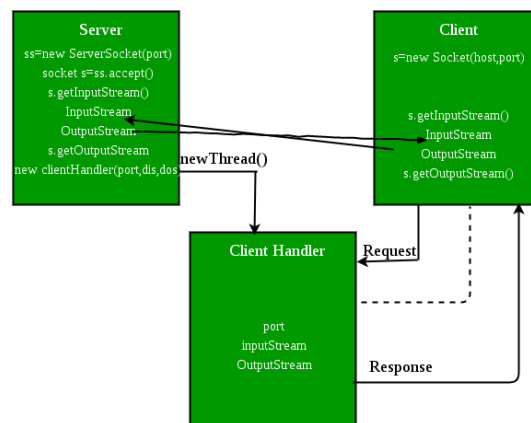 Server
ss=new ServerSocket(port)
socket s=ss.accept()
s.getInputStream()
InputStream
OutputStream
s.getOutputStream
new clientHandler(port,dis,dos
Client
s=new Socket(host,port)
s.getInputStream()
InputStream
OutputStream
s.getOutputStream()
newThread()
Client Handler
port
inputStream
OutputStream
Request
Response